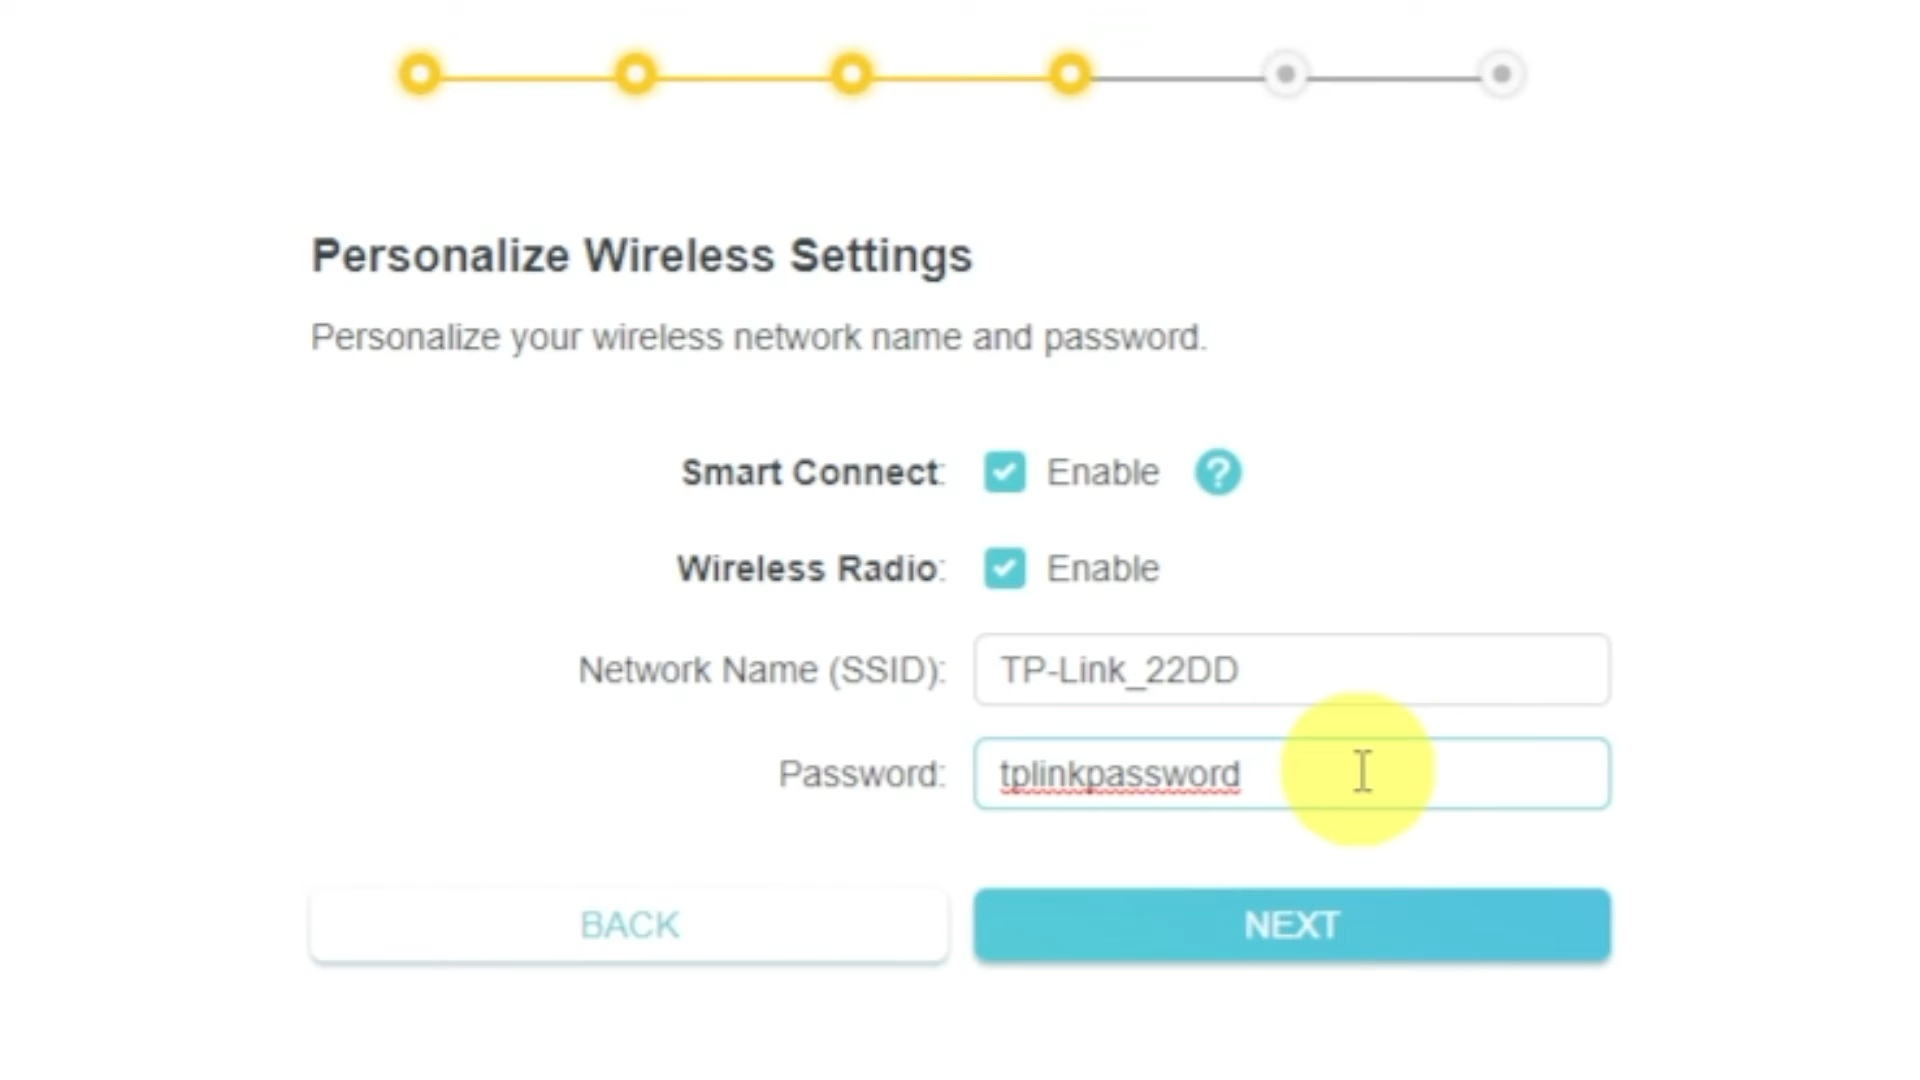 Personalize Wireless Settings
Personalize your wireless network name and password.
Smart Connect: Enable ?
Wireless Radio: Enable
Network Name (SSID): TP-Link_22DD
Password: tplinkpassword
BACK NEXT